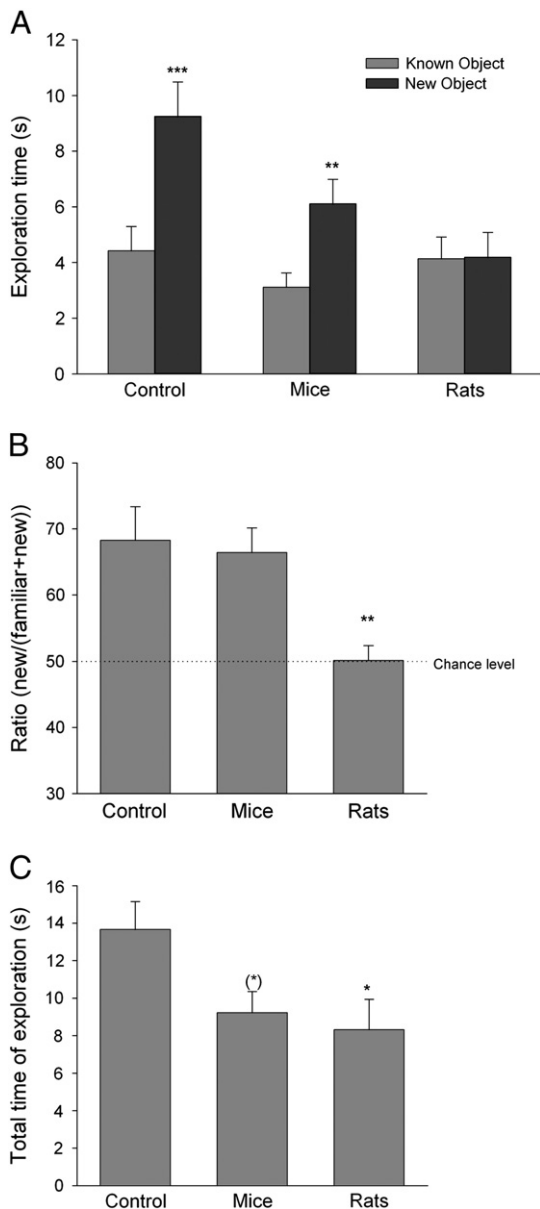 A
Exploration time (s)
12
10
8
6
4
2
0
***
**
Known Object
New Object
Control Mice Rats
B
Ratio (new/(familiar+new))
80
70
60
50
40
30
**
Chance level
Control Mice Rats
C
Total time of exploration (s)
16
14
12
10
8
6
4
2
0
(*)
*
Control Mice Rats